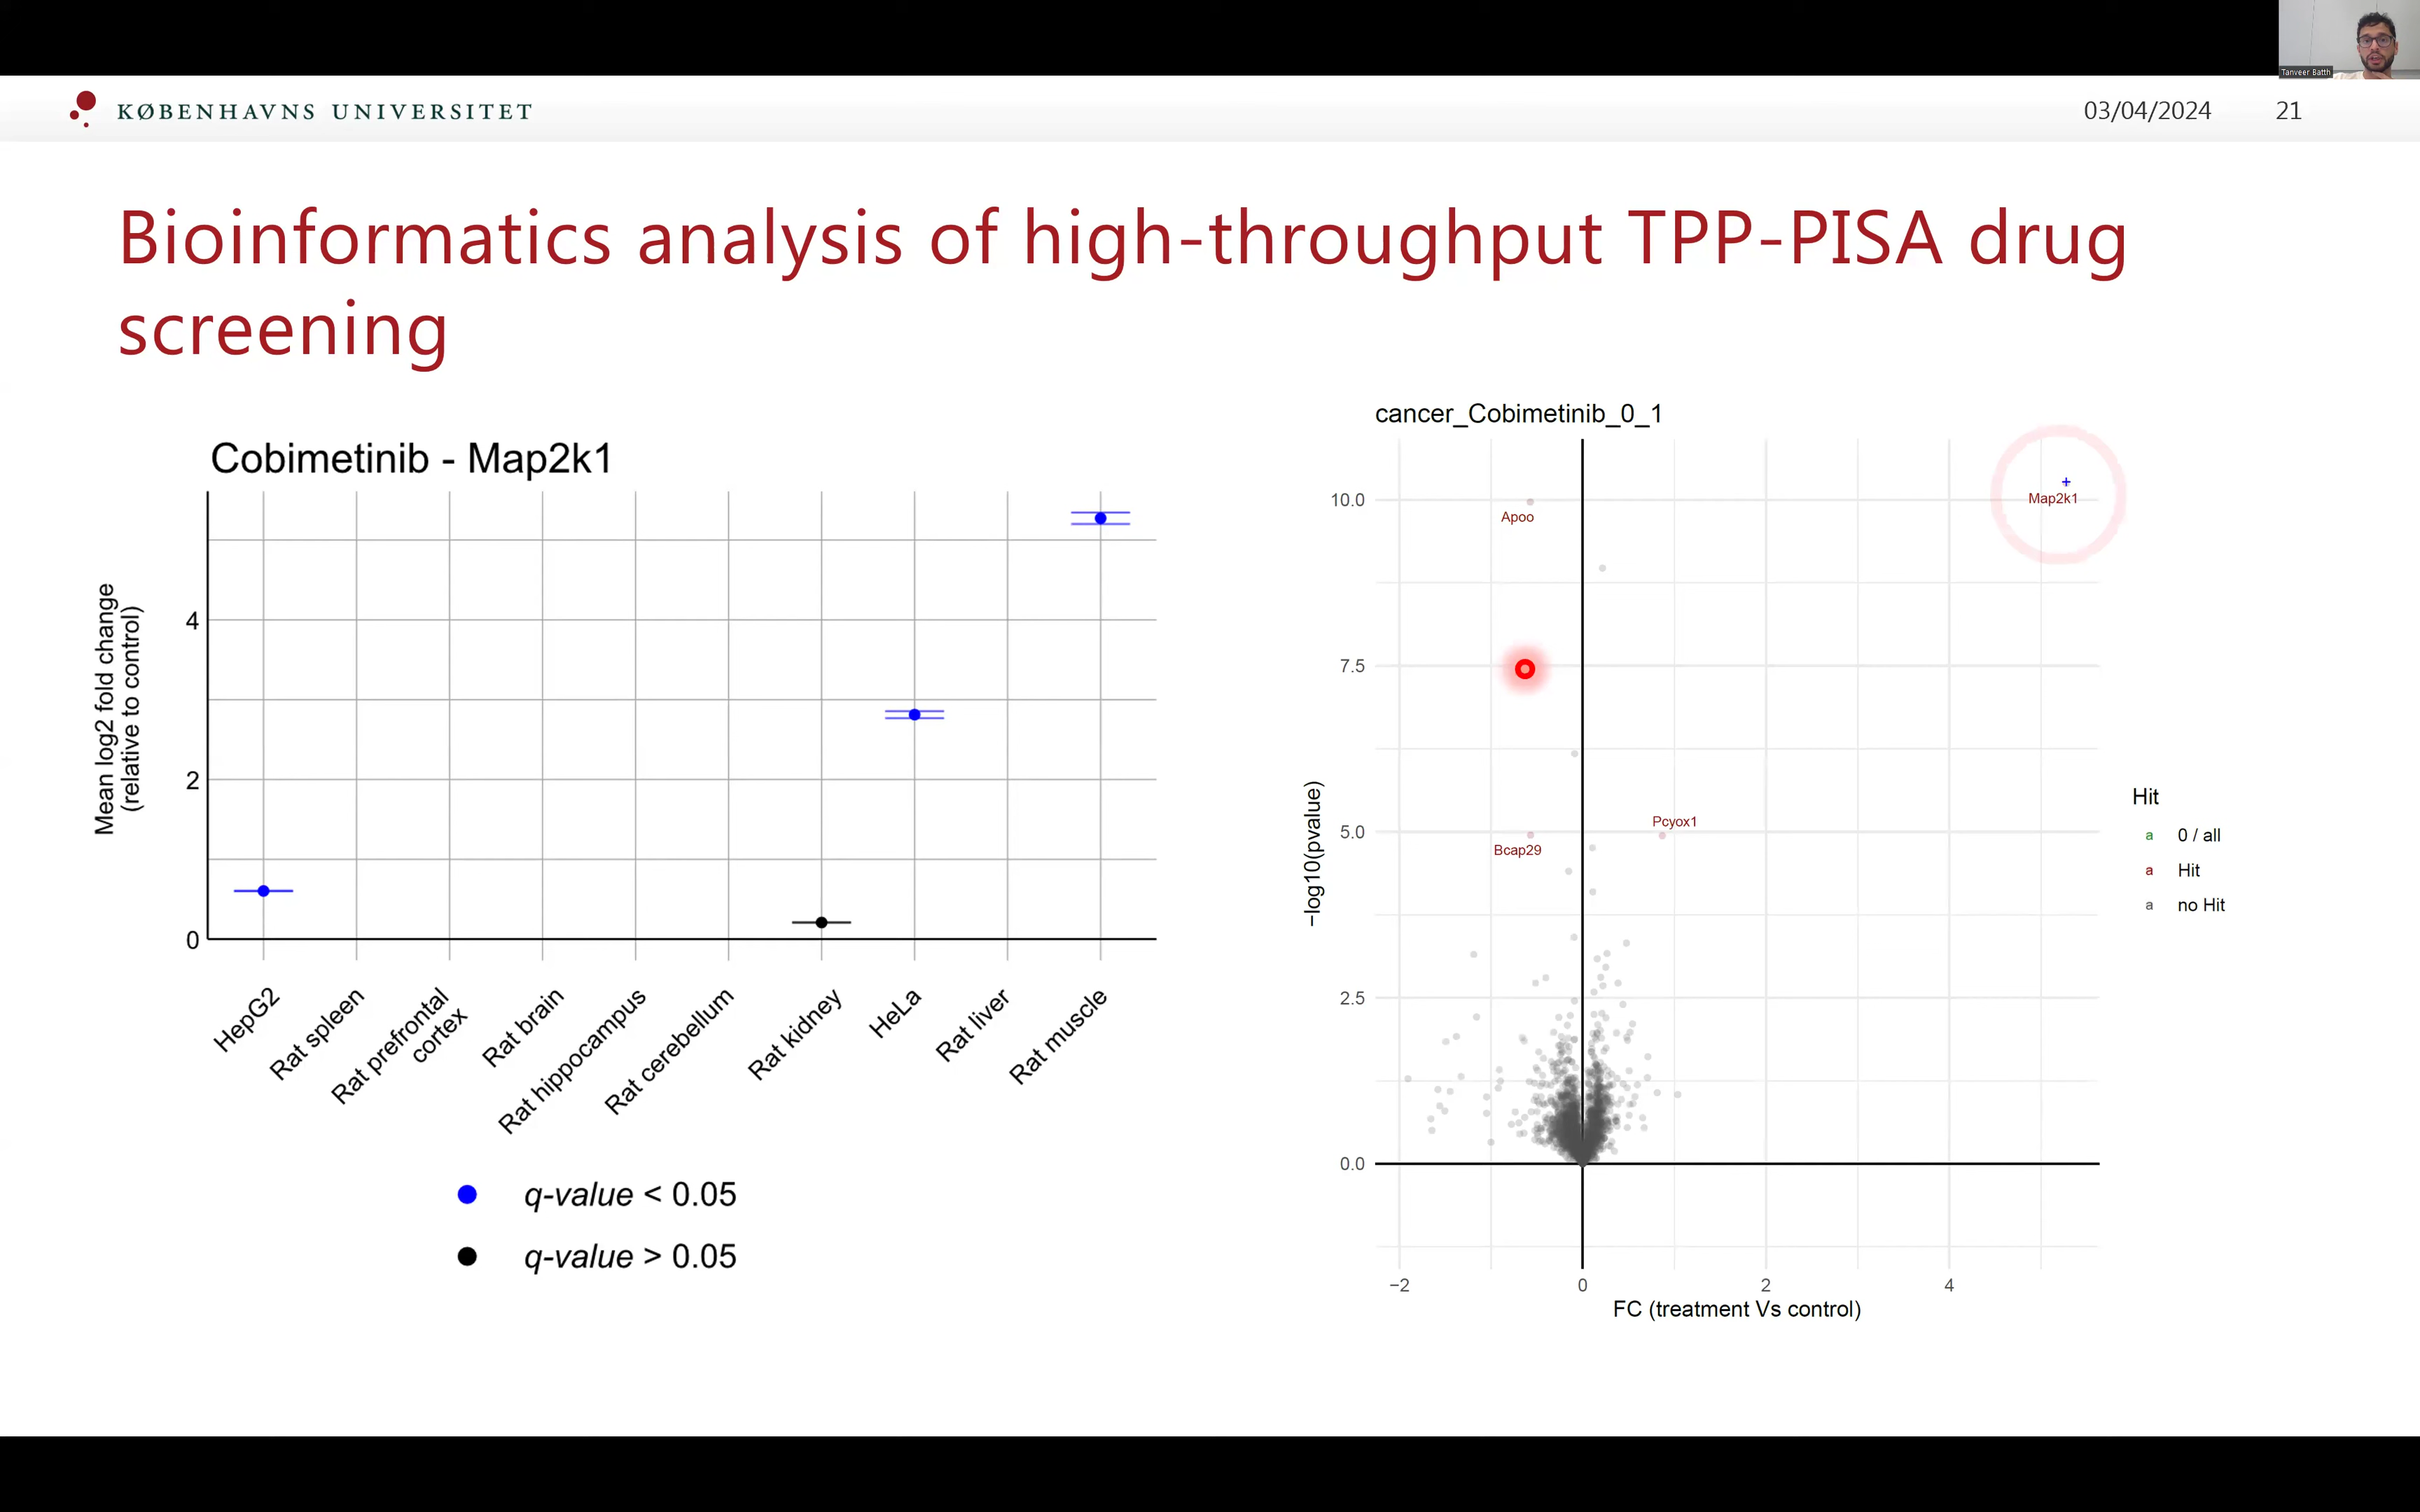 Tanveer Batth
KØBENHAVNS UNIVERSITET
03/04/2024
21
Bioinformatics analysis of high-throughput TPP-PISA drug
screening
Cobimetinib - Map2k1
Mean log2 fold change
(relative to control)
4
2
0
HepG2
Rat spleen
Rat prefrontal
cortex
Rat brain
Rat hippocampus
Rat cerebellum
Rat kidney
HeLa
Rat liver
Rat muscle
q-value < 0.05
q-value > 0.05
cancer_Cobimetinib_0_1
−log10(pvalue)
10.0
7.5
5.0
2.5
0.0
Map2k1
Apoo
Pcyox1
Bcap29
−2
0
2
4
FC (treatment Vs control)
Hit
a 0 / all
a Hit
a no Hit